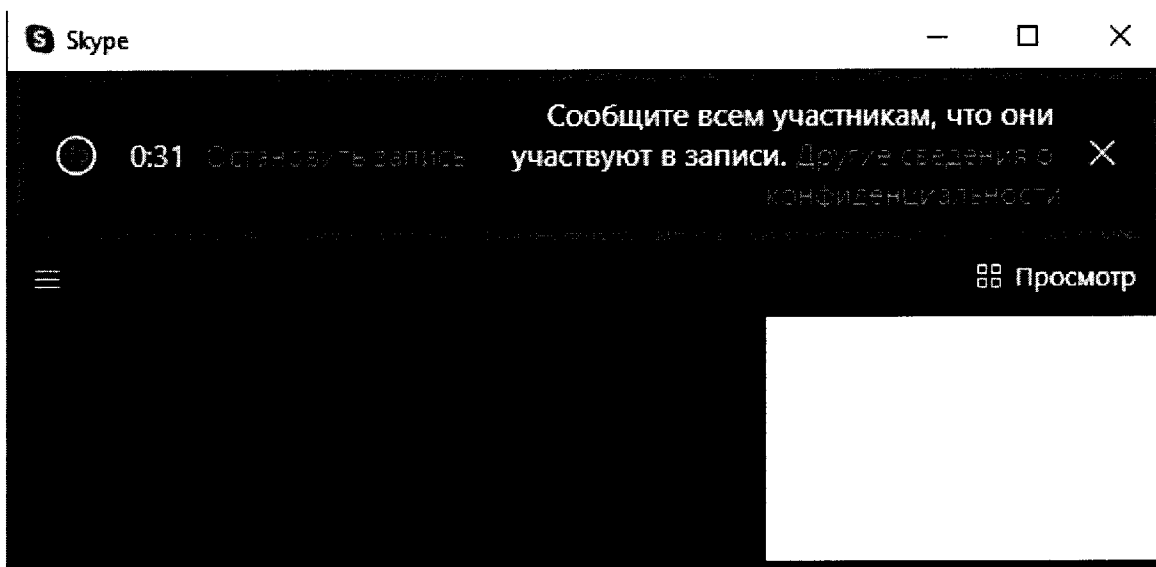 Skype
Сообщите всем участникам, что они
0:31 Остановить запись участвуют в записи. Другие сведения о
конфиденциальности
Просмотр